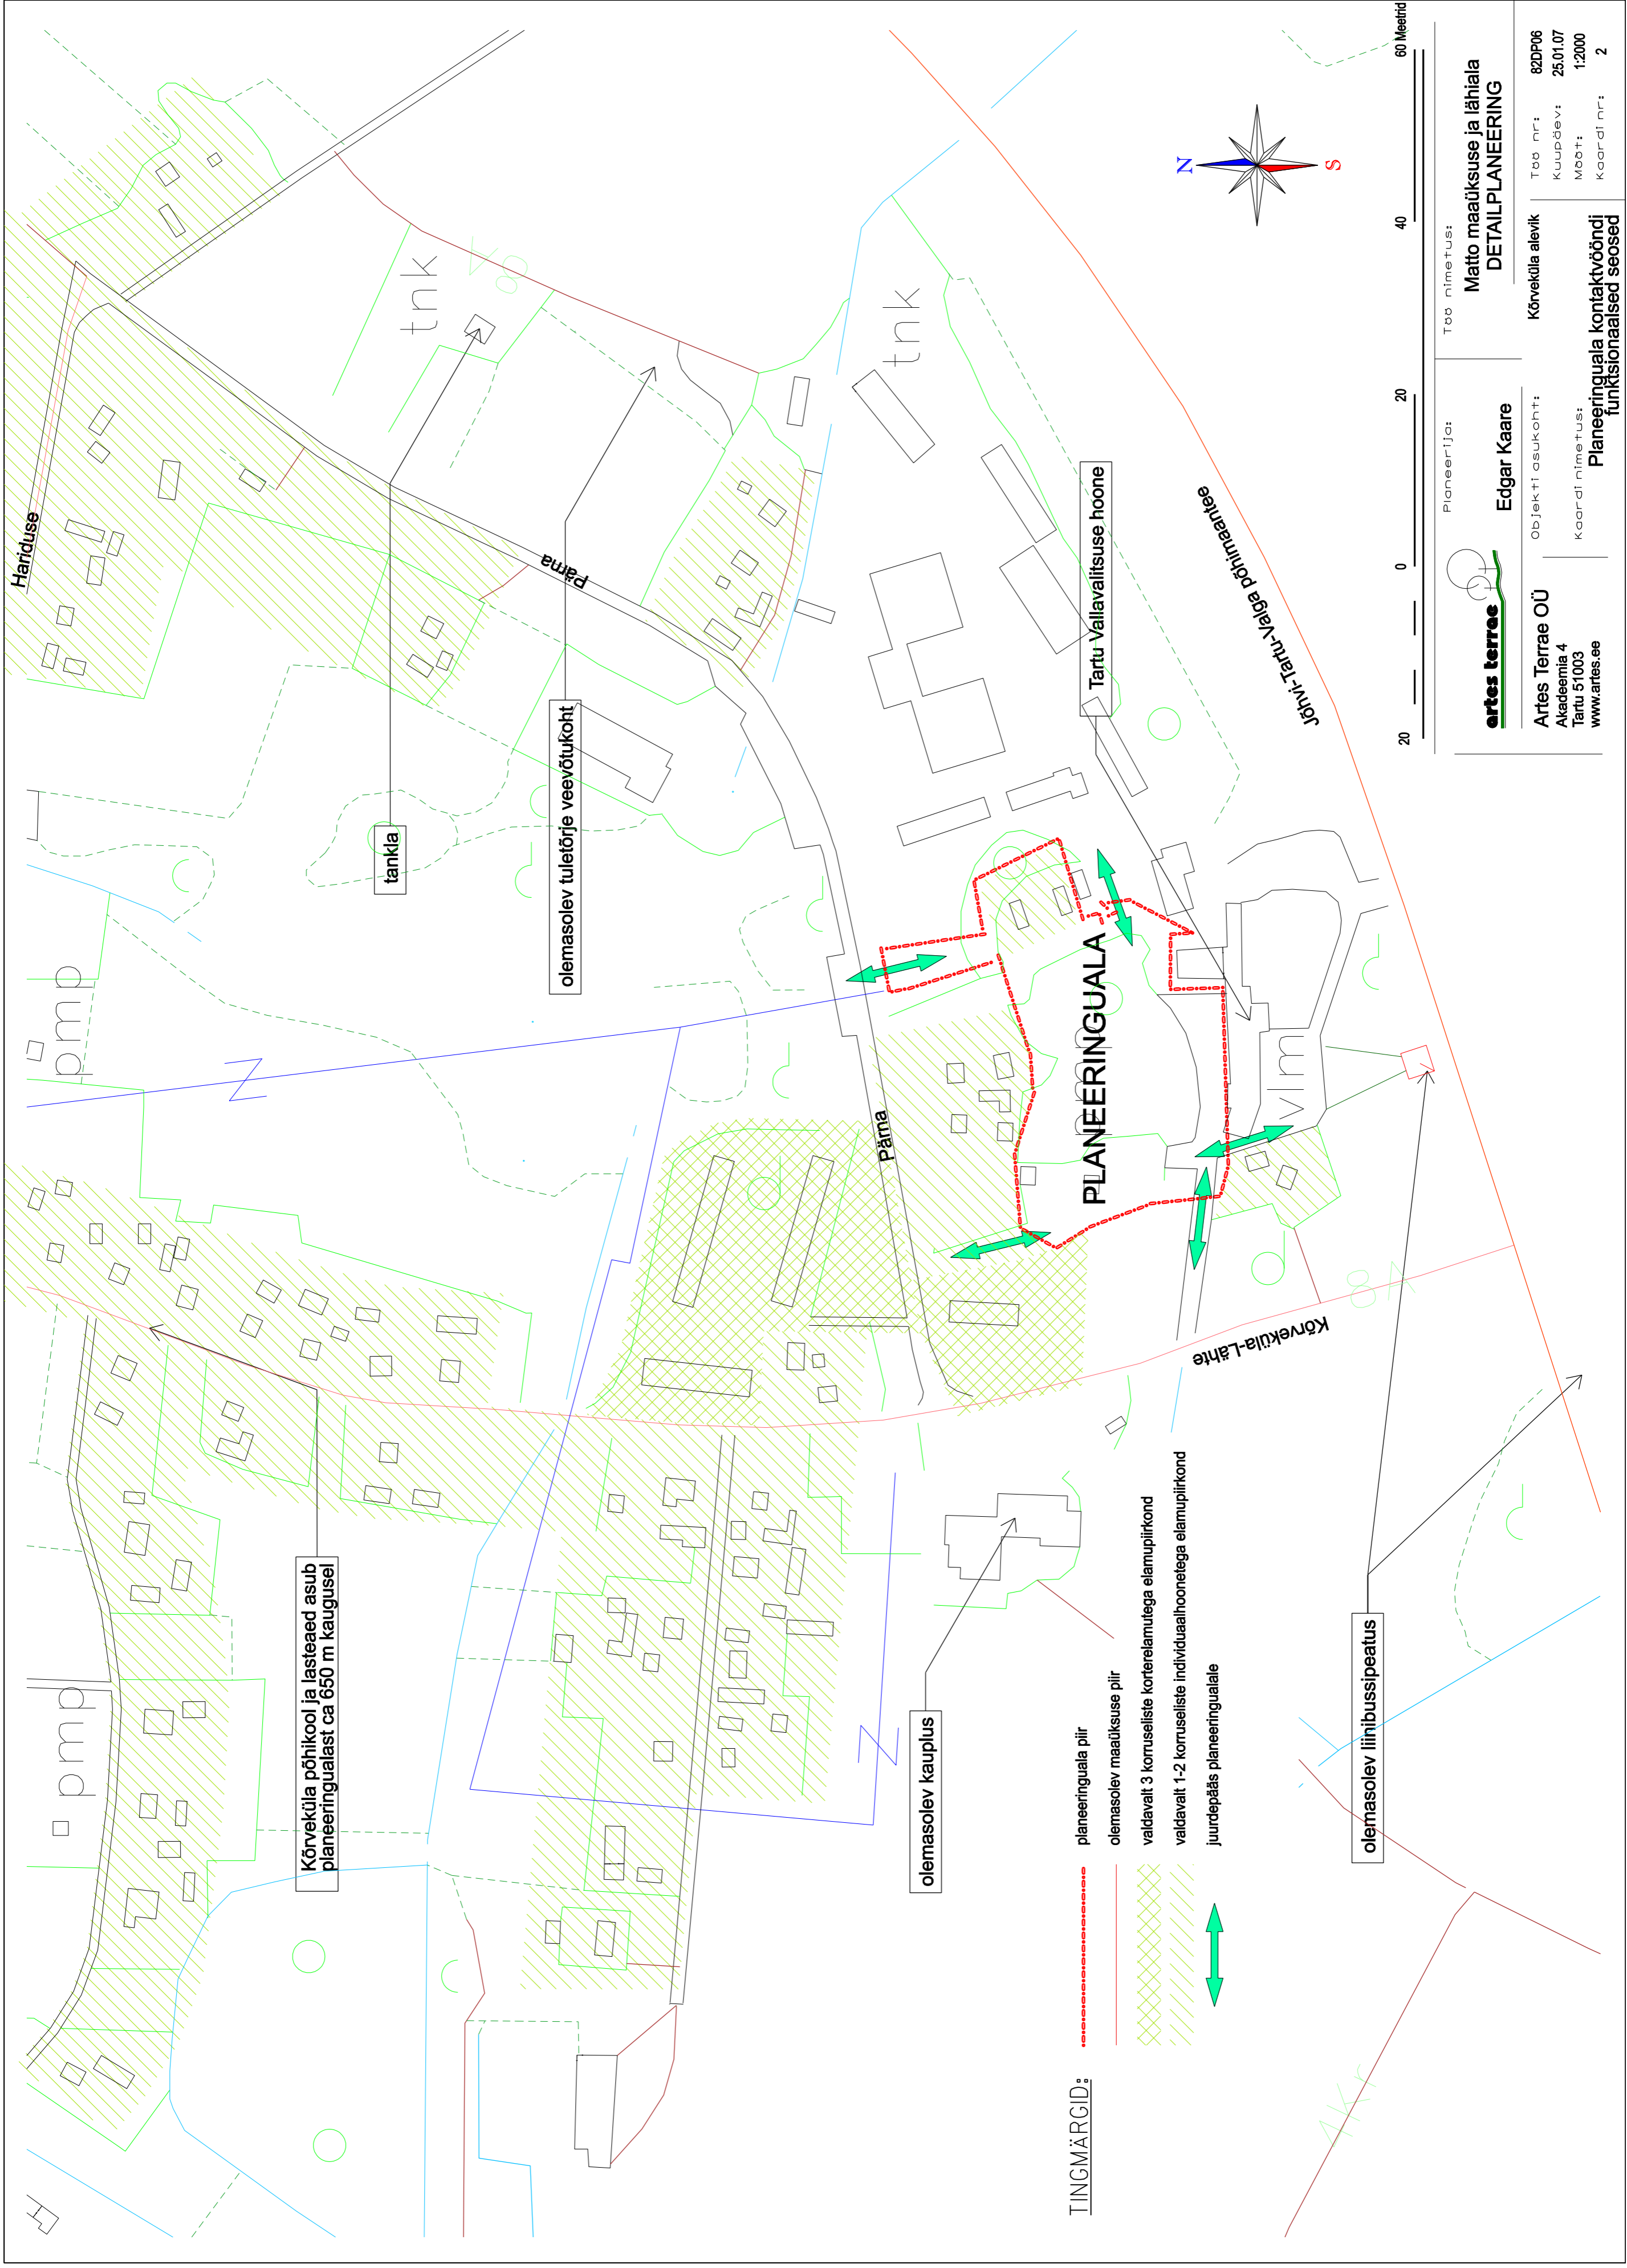 Hariduse
Pärna
tnk
tnk
tankla
olemasolev tuletõrje veevõtukoht
pmp
pmp
Kõrveküla põhikool ja lasteaed asub
planeeringualast ca 650 m kaugusel
Pärna
PLANEERINGUALA
Tartu Vallavalitsuse hoone
Jõhvi-Tartu-Valga põhimaantee
vlm
Kõrveküla-Lähte
olemasolev kauplus
olemasolev liinibussipeatus
N
S
TINGMÄRGID:
planeeringuala piir
olemasolev maaüksuse piir
valdavalt 3 korruseliste korterelamutega elamupiirkond
valdavalt 1-2 korruseliste individuaalhoonetega elamupiirkond
juurdepääs planeeringualale
20 0 20 40 60 Meetrid
artes terrae
Artes Terrae OÜ
Akadeemia 4
Tartu 51003
www.artes.ee
Planeerija:
Edgar Kaare
Töö nimetus:
Matto maaüksuse ja lähiala
DETAILPLANEERING
Objekti asukoht:
Kõrveküla alevik
Kaardi nimetus:
Planeeringuala kontaktvööndi
funktsionaalsed seosed
Töö nr: 82DP06
Kuupäev: 25.01.07
Mõõt: 1:2000
Kaardi nr: 2